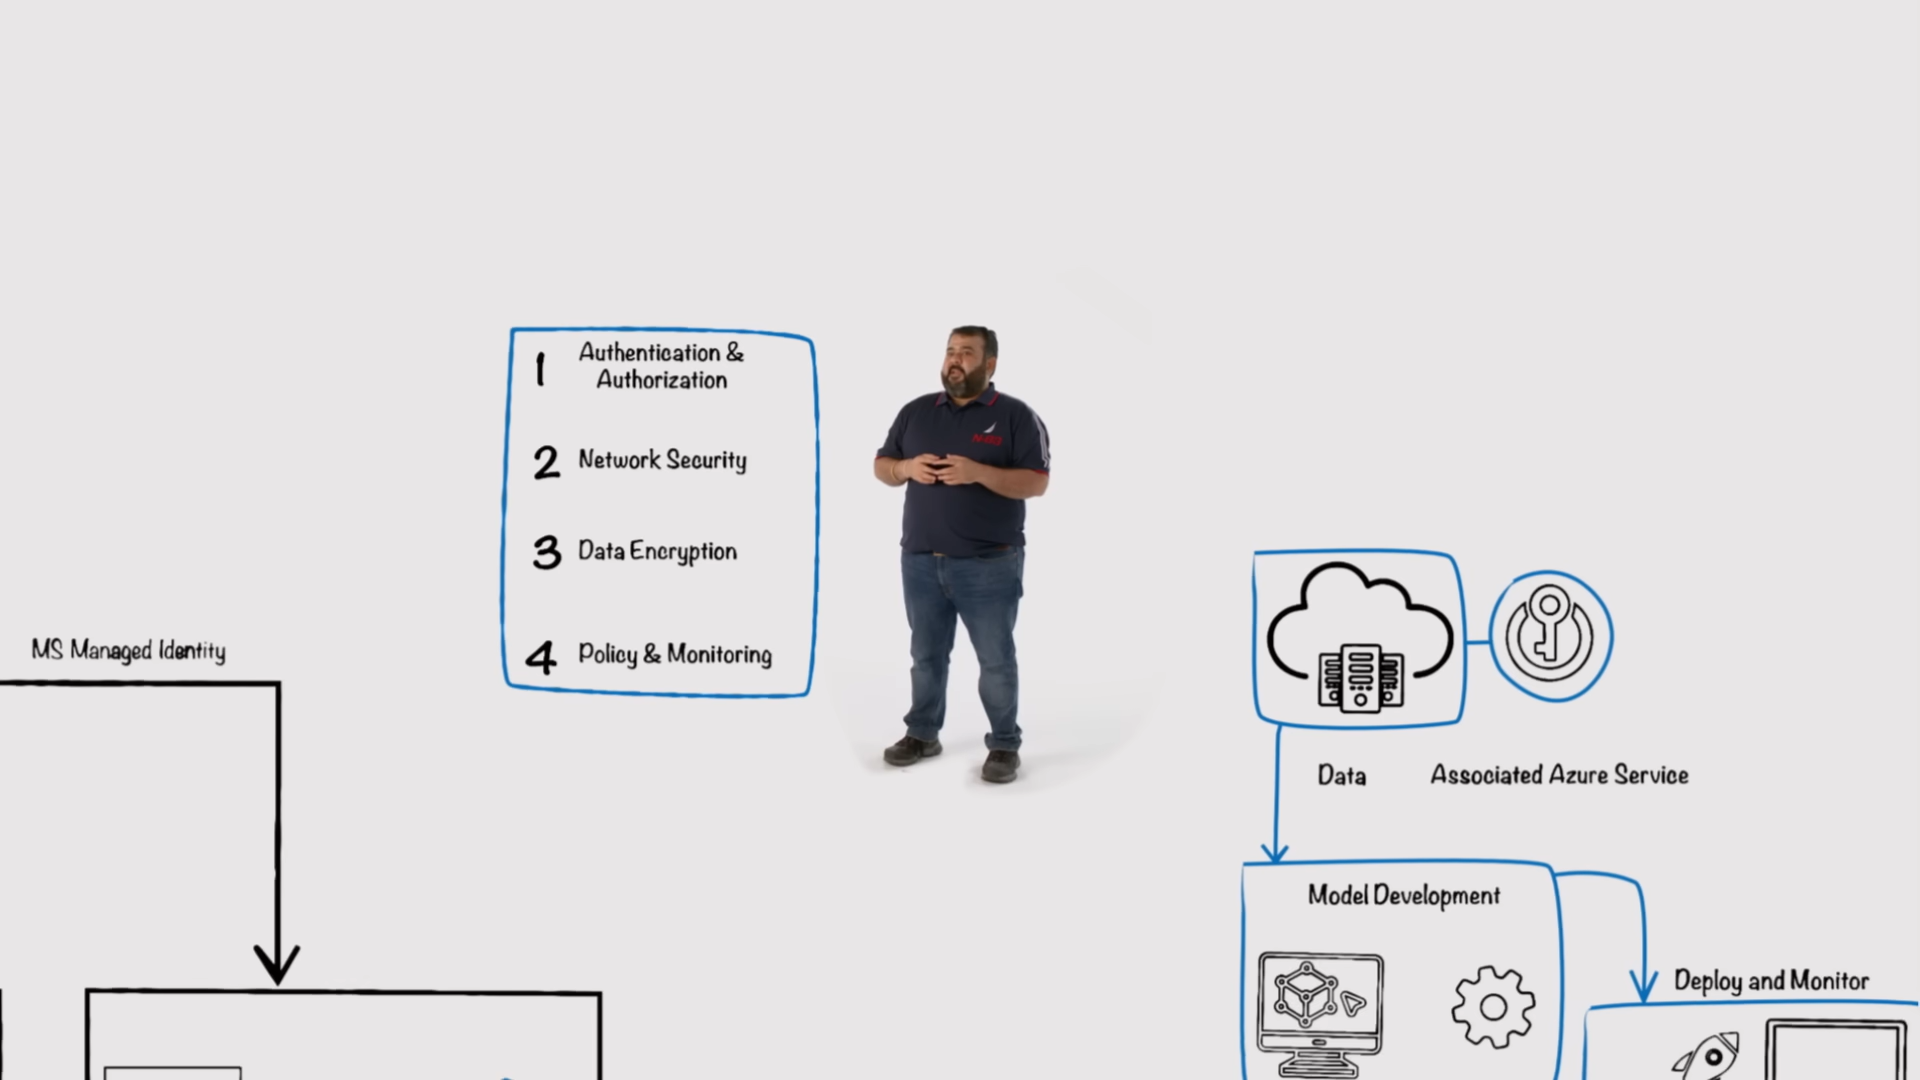 1 Authentication &
Authorization
2 Network Security
3 Data Encryption
4 Policy & Monitoring
MS Managed Identity
Data
Associated Azure Service
Model Development
Deploy and Monitor